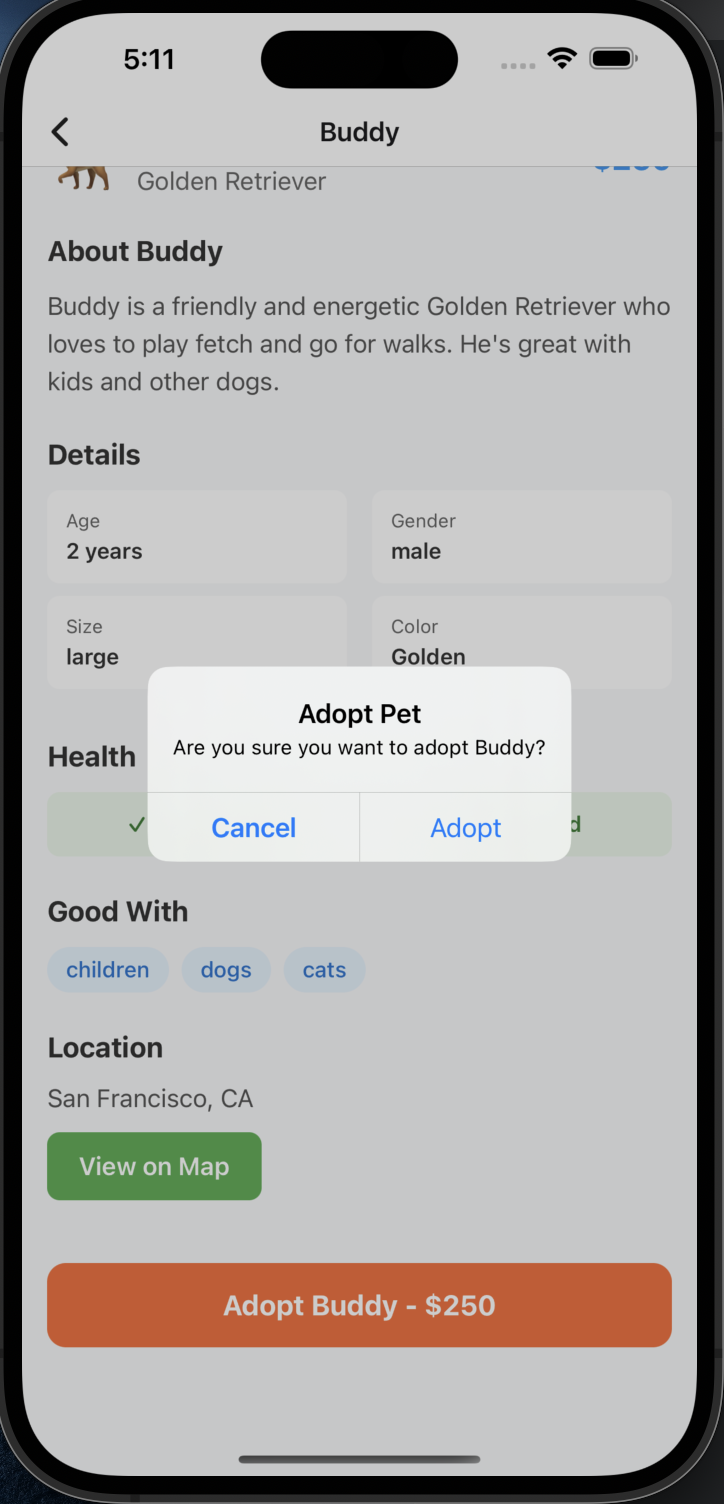 5:11
Buddy
Golden Retriever
About Buddy
Buddy is a friendly and energetic Golden Retriever who
loves to play fetch and go for walks. He's great with
kids and other dogs.
Details
Age
2 years
Gender
male
Size
large
Color
Golden
Adopt Pet
Are you sure you want to adopt Buddy?
Cancel
Adopt
Health
Good With
children
dogs
cats
Location
San Francisco, CA
View on Map
Adopt Buddy - $250